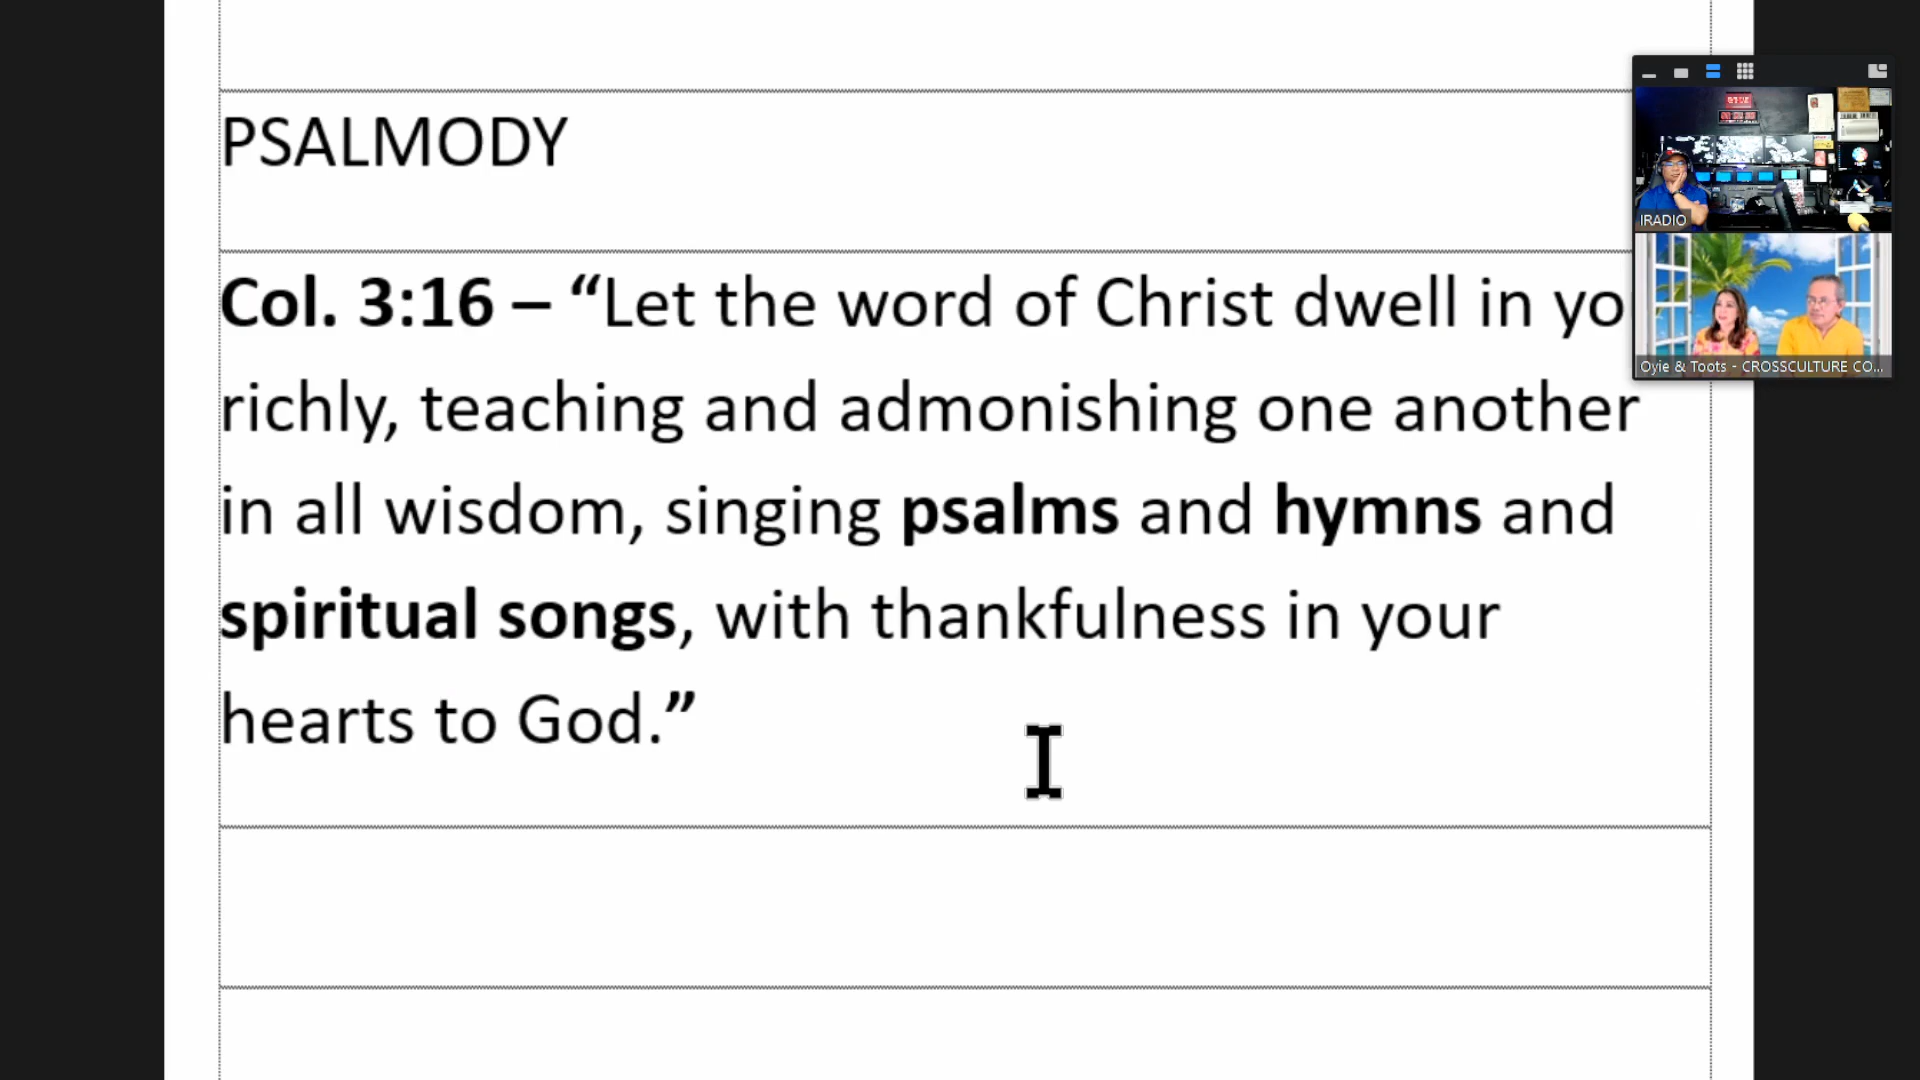 PSALMODY
Col. 3:16 – “Let the word of Christ dwell in yo
richly, teaching and admonishing one another
in all wisdom, singing psalms and hymns and
spiritual songs, with thankfulness in your
hearts to God.”
IRADIO
Oyie & Toots - CROSSCULTURE CO...